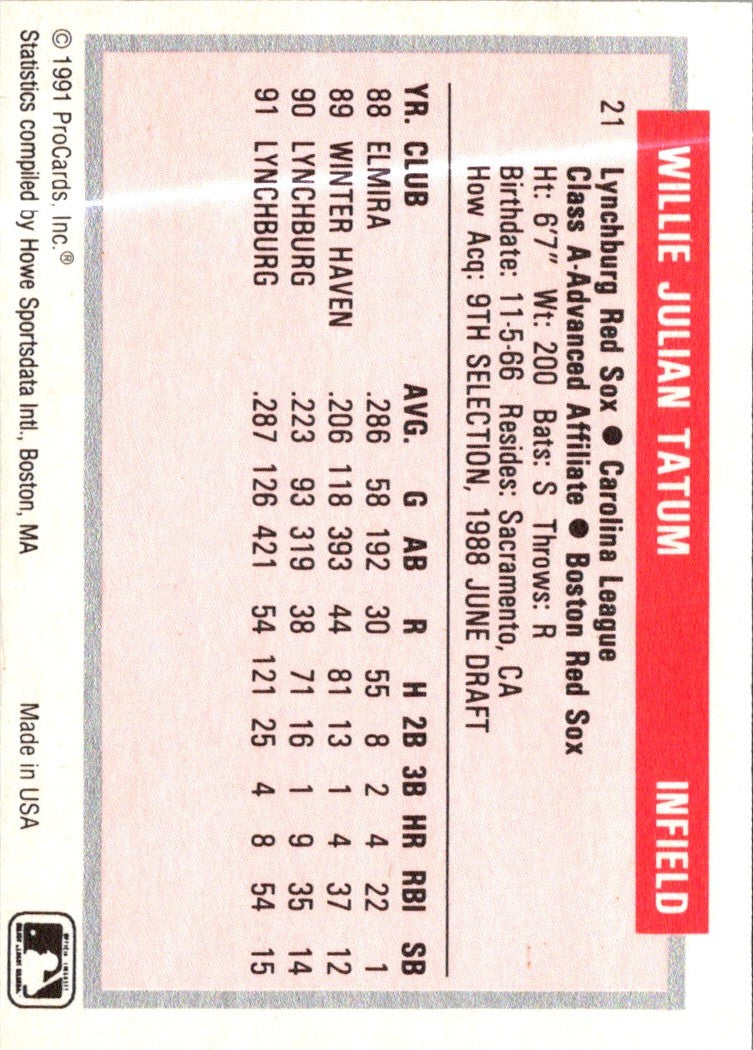 WILLIE JULIAN TATUM INFIELD
21 Lynchburg Red Sox ● Carolina League
Class A-Advanced Affiliate ● Boston Red Sox
Ht: 6'7" Wt: 200 Bats: S Throws: R
Birthdate: 11-5-66 Resides: Sacramento, CA
How Acq: 9TH SELECTION, 1988 JUNE DRAFT
YR. CLUB AVG. G AB R H 2B 3B HR RBI SB
88 ELMIRA .286 58 192 30 55 8 2 4 22 1
89 WINTER HAVEN .206 118 393 44 81 13 1 4 37 12
90 LYNCHBURG .223 93 319 38 71 16 1 9 35 14
91 LYNCHBURG .287 126 421 54 121 25 4 8 54 15
© 1991 ProCards, Inc.®
Statistics compiled by Howe Sportsdata Intl., Boston, MA Made in USA